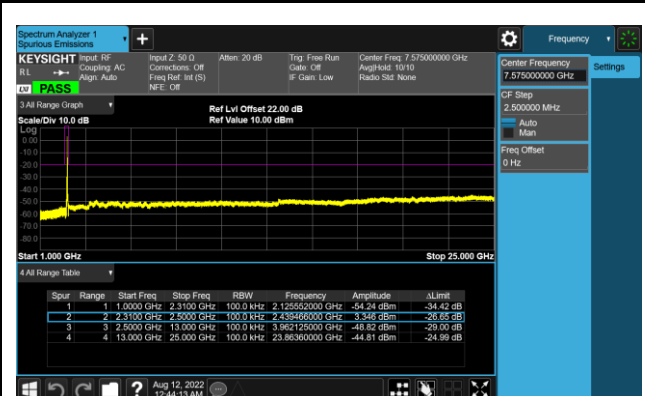 Spectrum Analyzer 1
Spurious Emissions
Frequency
KEYSIGHT Input: RF Input Z: 50 Ω Atten: 20 dB Trig: Free Run Center Freq: 7.575000000 GHz
RL Coupling: AC Corrections: Off Gate: Off Avg|Hold: 10/10
Align: Auto Freq Ref: Int (S) IF Gain: Low Radio Std: None
NFE: Off
LXI PASS
Center Frequency
7.575000000 GHz
Settings
CF Step
2.500000 MHz
Auto
Man
Freq Offset
0 Hz
3 All Range Graph
Ref Lvl Offset 22.00 dB
Scale/Div 10.0 dB Ref Value 10.00 dBm
Log
0.00
-10.0
-20.0
-30.0
-40.0
-50.0
-60.0
-70.0
-80.0
Start 1.000 GHz Stop 25.000 GHz
4 All Range Table
Spur Range Start Freq Stop Freq RBW Frequency Amplitude ΔLimit
1 1 1.0000 GHz 2.3100 GHz 100.0 kHz 2.125552000 GHz -54.24 dBm -34.42 dB
2 2 2.3100 GHz 2.5000 GHz 100.0 kHz 2.439466000 GHz 3.346 dBm -26.65 dB
3 3 2.5000 GHz 13.000 GHz 100.0 kHz 3.962125000 GHz -48.82 dBm -29.00 dB
4 4 13.000 GHz 25.000 GHz 100.0 kHz 23.86360000 GHz -44.81 dBm -24.99 dB
Aug 12, 2022
12:44:13 AM